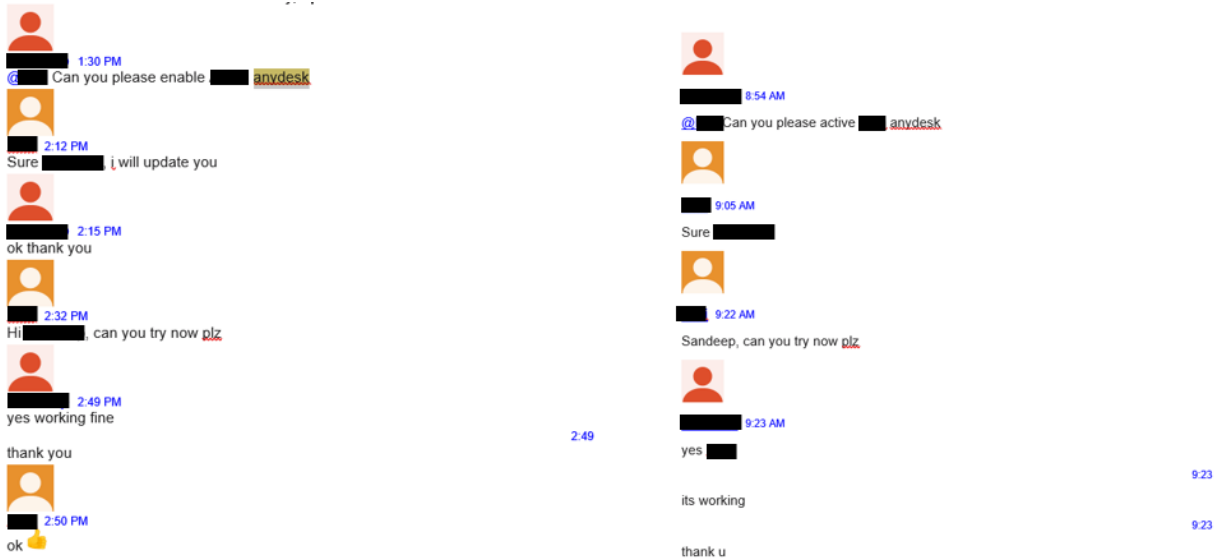 1:30 PM
@ Can you please enable anydesk
2:12 PM
Sure , i will update you
2:15 PM
ok thank you
2:32 PM
Hi , can you try now plz
2:49 PM
yes working fine
2:49
thank you
2:50 PM
ok 👍
8:54 AM
@ Can you please active anydesk
9:05 AM
Sure
9:22 AM
Sandeep, can you try now plz
9:23 AM
yes
9:23
its working
9:23
thank u